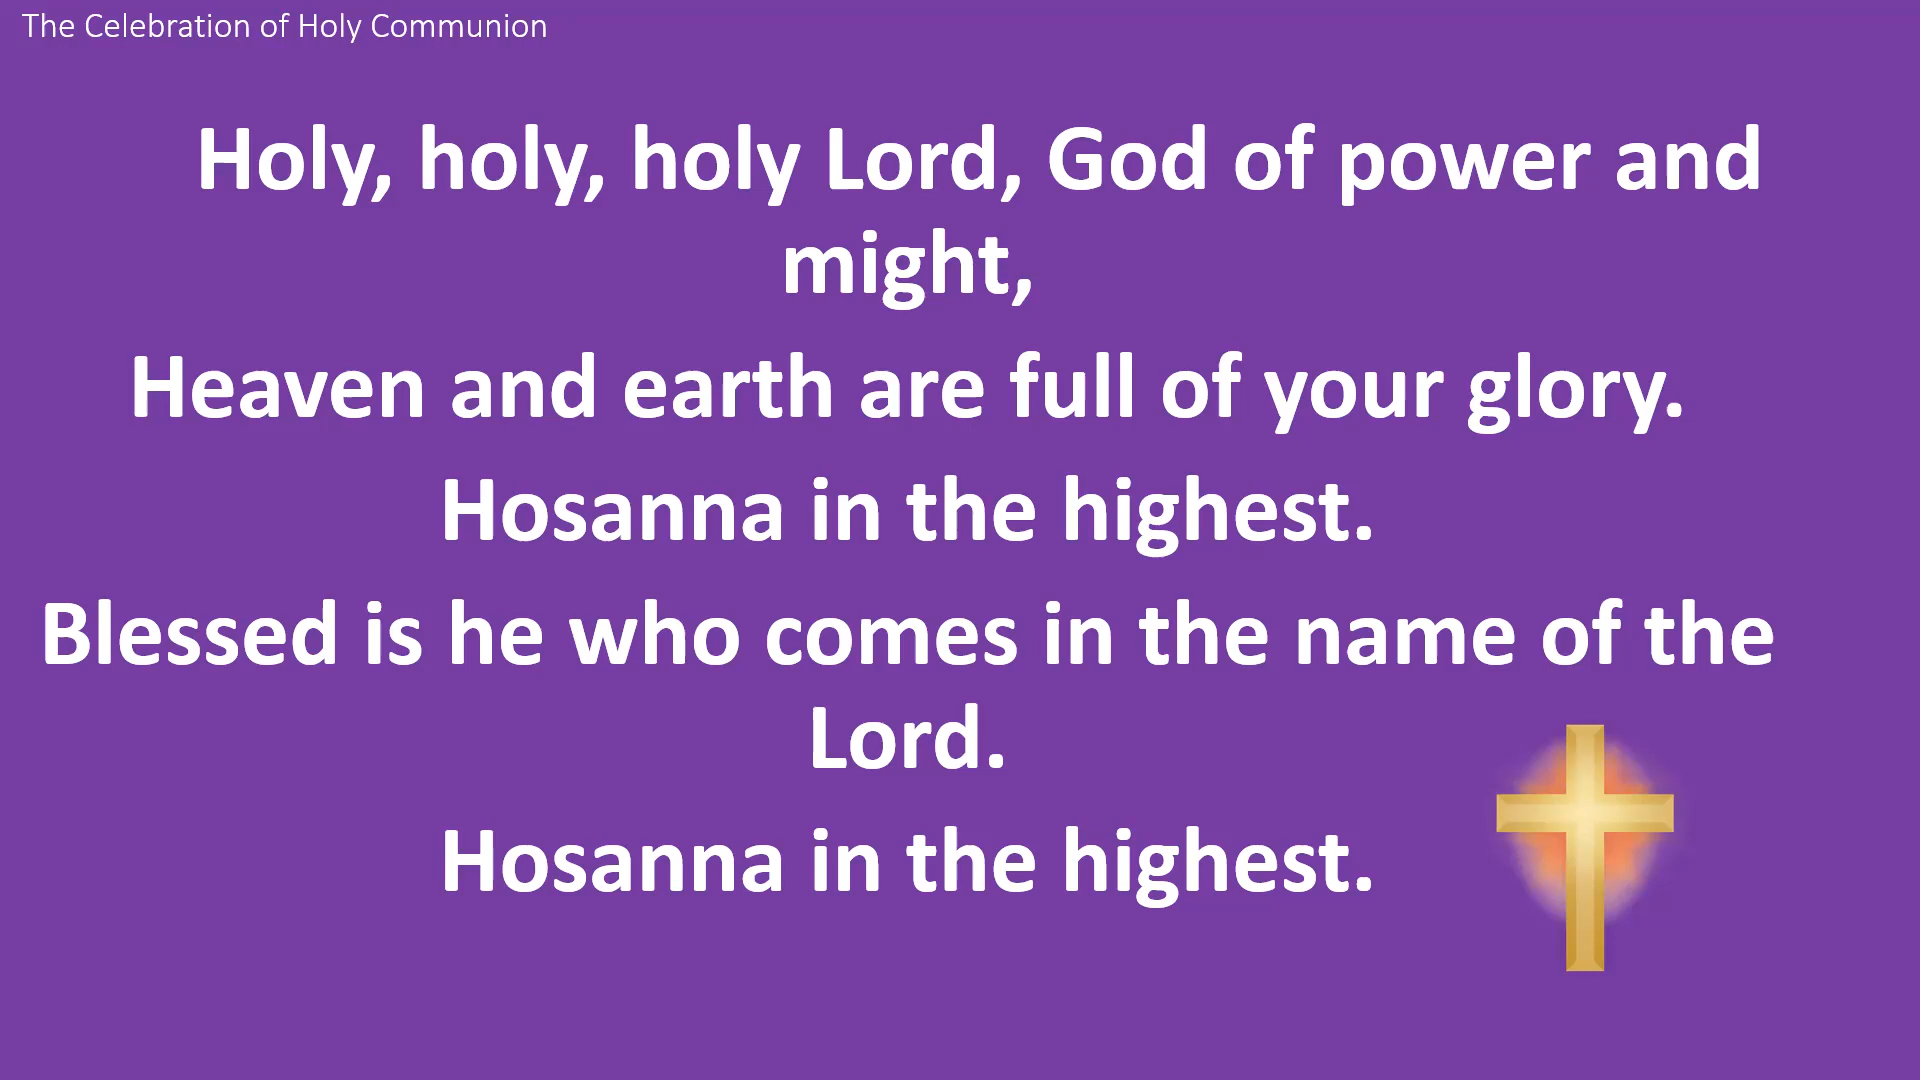 The Celebration of Holy Communion
Holy, holy, holy Lord, God of power and
might,
Heaven and earth are full of your glory.
Hosanna in the highest.
Blessed is he who comes in the name of the
Lord.
Hosanna in the highest.